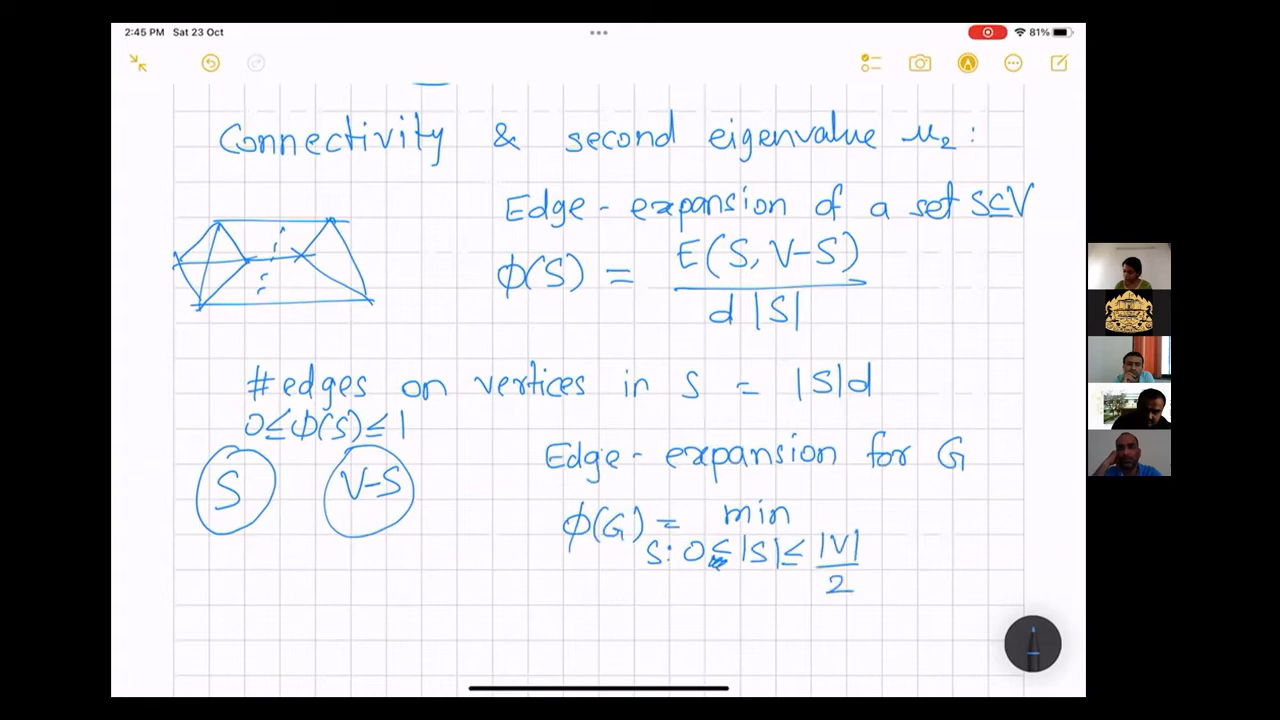 2:45 PM Sat 23 Oct
81%
Connectivity & second eigenvalue μ₂ :
Edge-expansion of a set S⊆V
ϕ(S) = E(S, V-S) / d |S|
#edges on vertices in S = |S|d
0≤ϕ(S)≤1
Edge-expansion for G
S
V-S
ϕ(G) = min
S: 0< |S| ≤ |V|/2